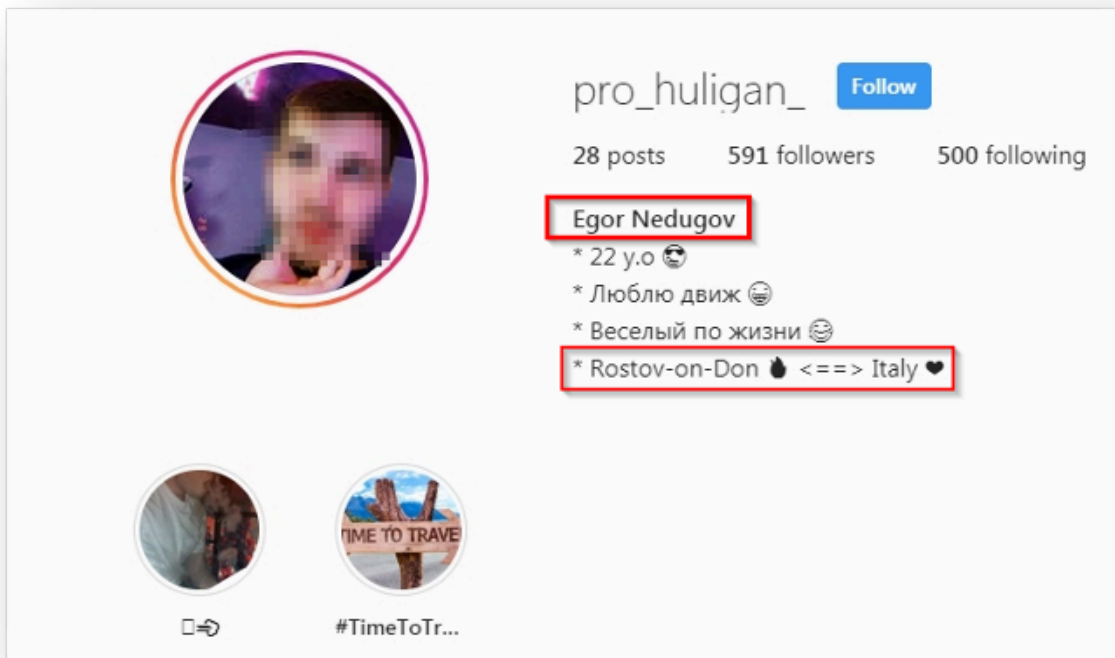 pro_huligan_ Follow
28 posts 591 followers 500 following
Egor Nedugov
* 22 y.o 😎
* Люблю движ 😀
* Веселый по жизни 😂
* Rostov-on-Don 🔥 <==> Italy ❤
TIME TO TRAVE
#TimeToTr...